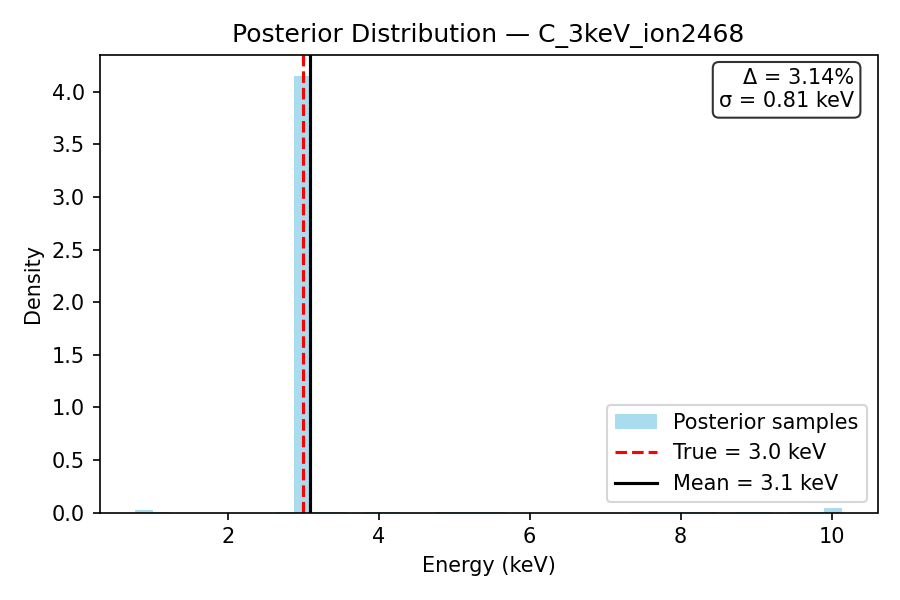 Posterior Distribution — C_3keV_ion2468
Δ = 3.14%
σ = 0.81 keV
4.0
3.5
3.0
2.5
2.0
1.5
1.0
0.5
0.0
Density
Posterior samples
True = 3.0 keV
Mean = 3.1 keV
2
4
6
8
10
Energy (keV)